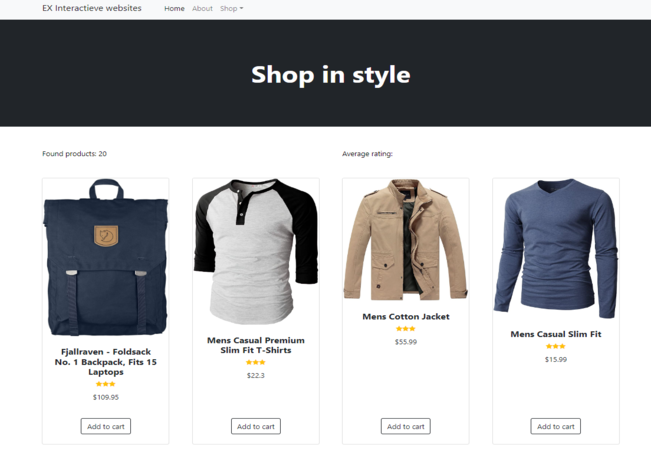 EX Interactieve websites Home About Shop
Shop in style
Found products: 20 Average rating:
Fjallraven - Foldsack
No. 1 Backpack, Fits 15
Laptops
$109.95
Add to cart
Mens Casual Premium
Slim Fit T-Shirts
$22.3
Add to cart
Mens Cotton Jacket
$55.99
Add to cart
Mens Casual Slim Fit
$15.99
Add to cart